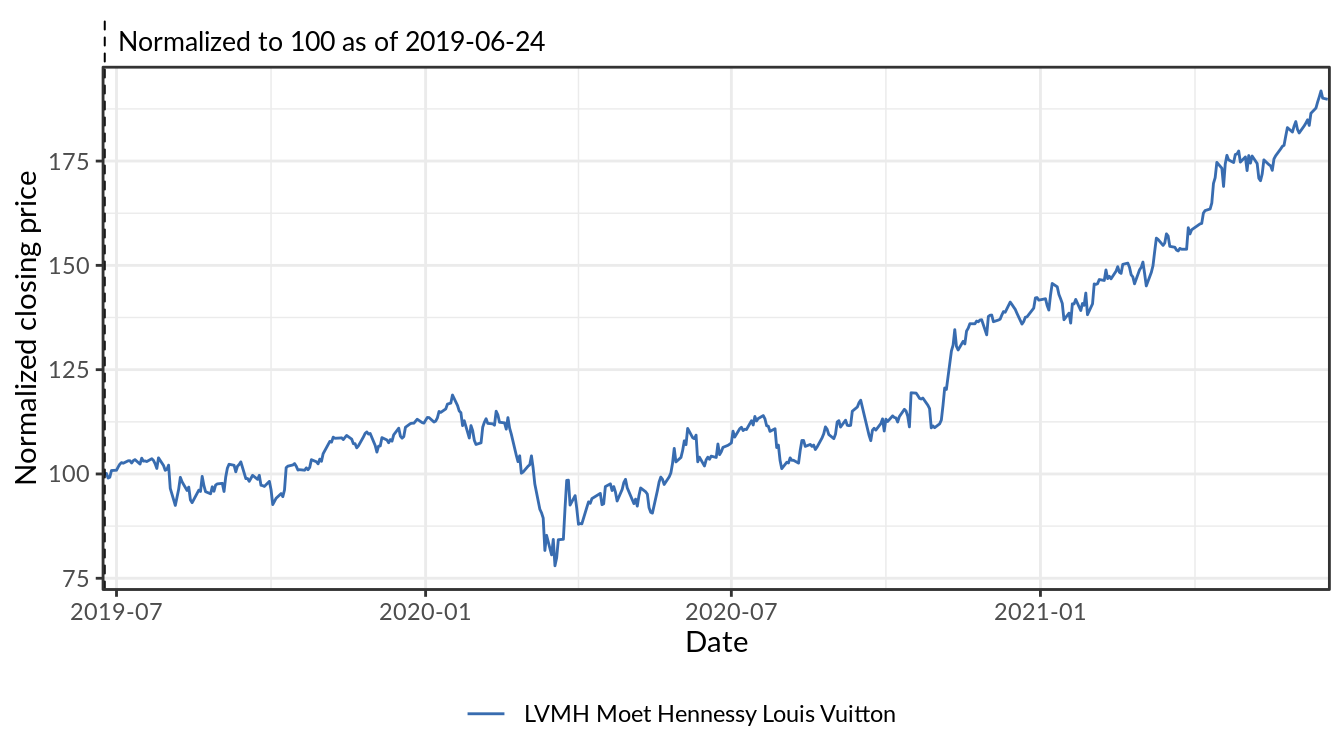 Normalized to 100 as of 2019-06-24
Normalized closing price
175
150
125
100
75
2019-07
2020-01
2020-07
2021-01
Date
LVMH Moet Hennessy Louis Vuitton